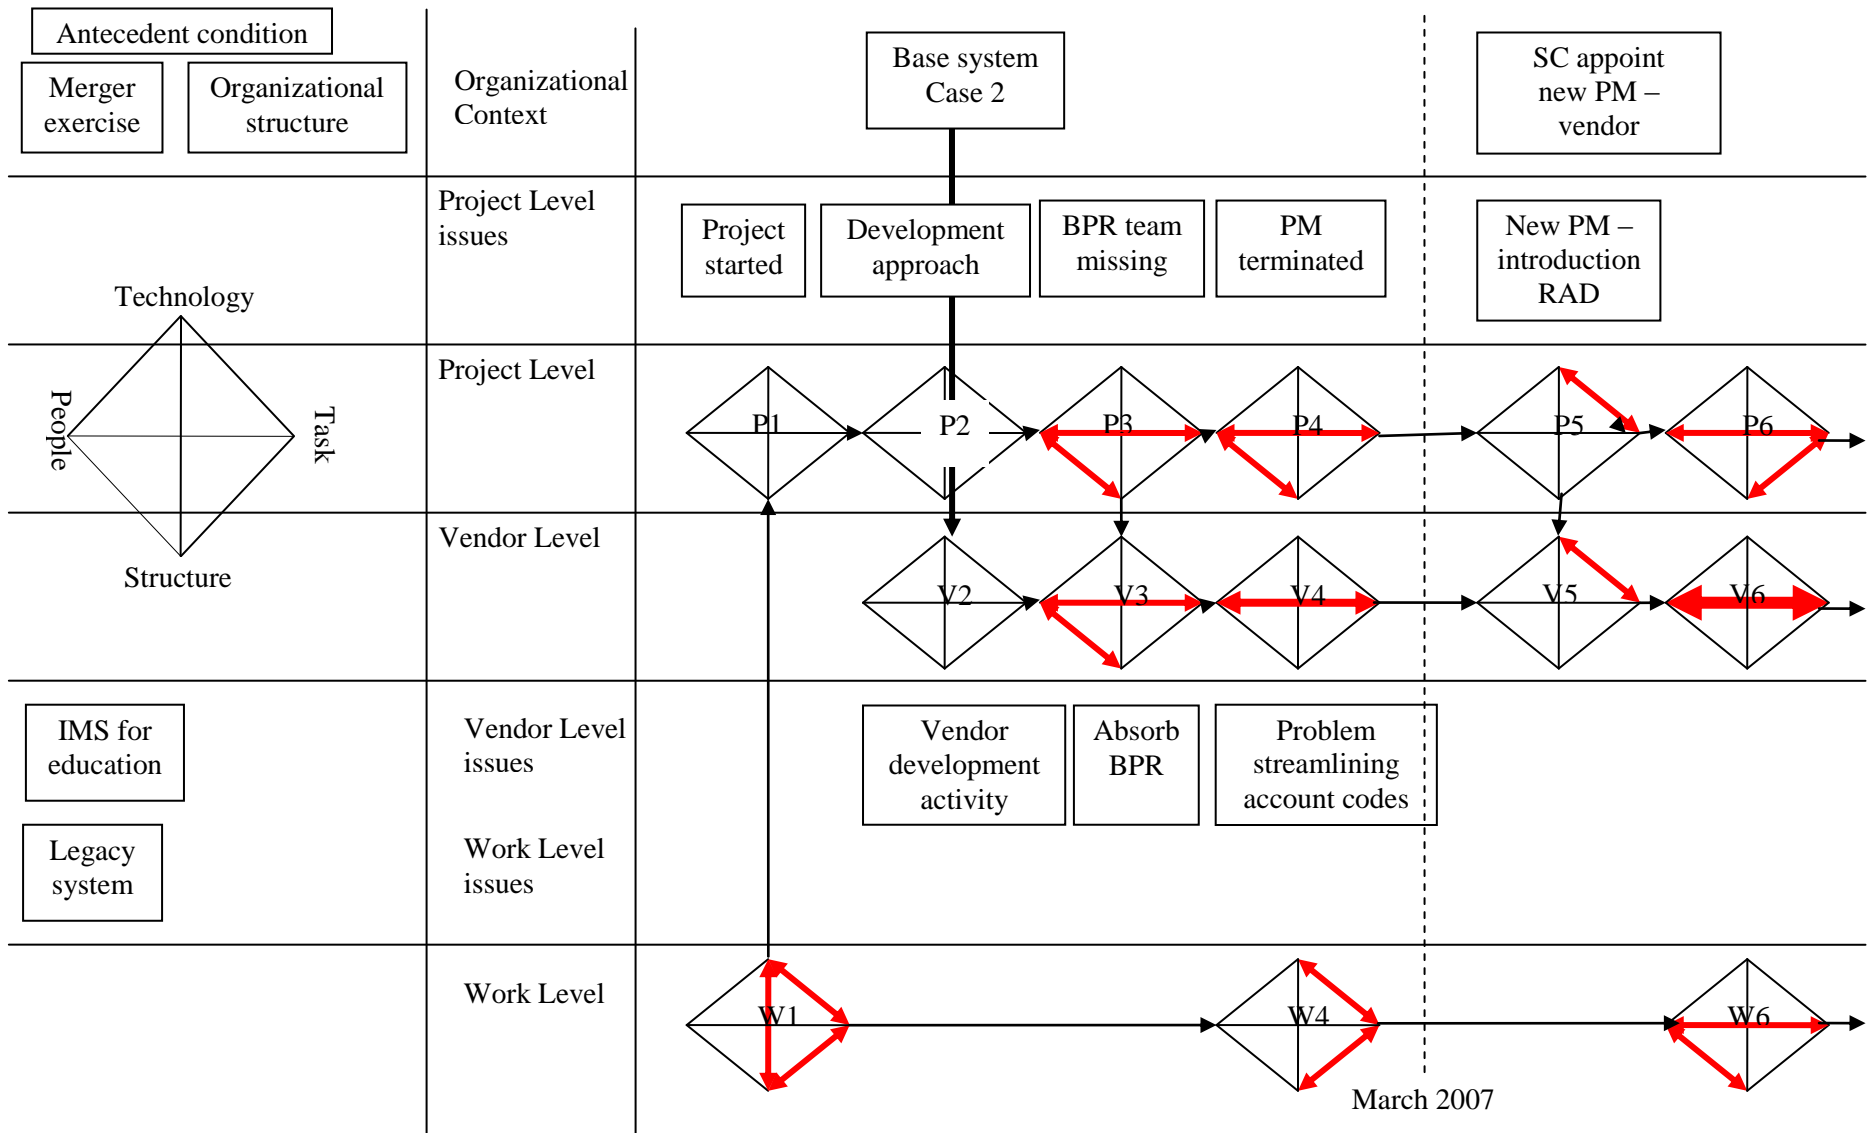 Antecedent condition
Merger
exercise
Organizational
structure
Organizational
Context
Base system
Case 2
SC appoint
new PM –
vendor
Project Level
issues
Project
started
Development
approach
BPR team
missing
PM
terminated
New PM –
introduction
RAD
Technology
People
Task
Structure
Project Level
P1
P2
P3
P4
P5
P6
Vendor Level
V2
V3
V4
V5
V6
IMS for
education
Vendor Level
issues
Vendor
development
activity
Absorb
BPR
Problem
streamlining
account codes
Legacy
system
Work Level
issues
Work Level
W1
W4
W6
March 2007